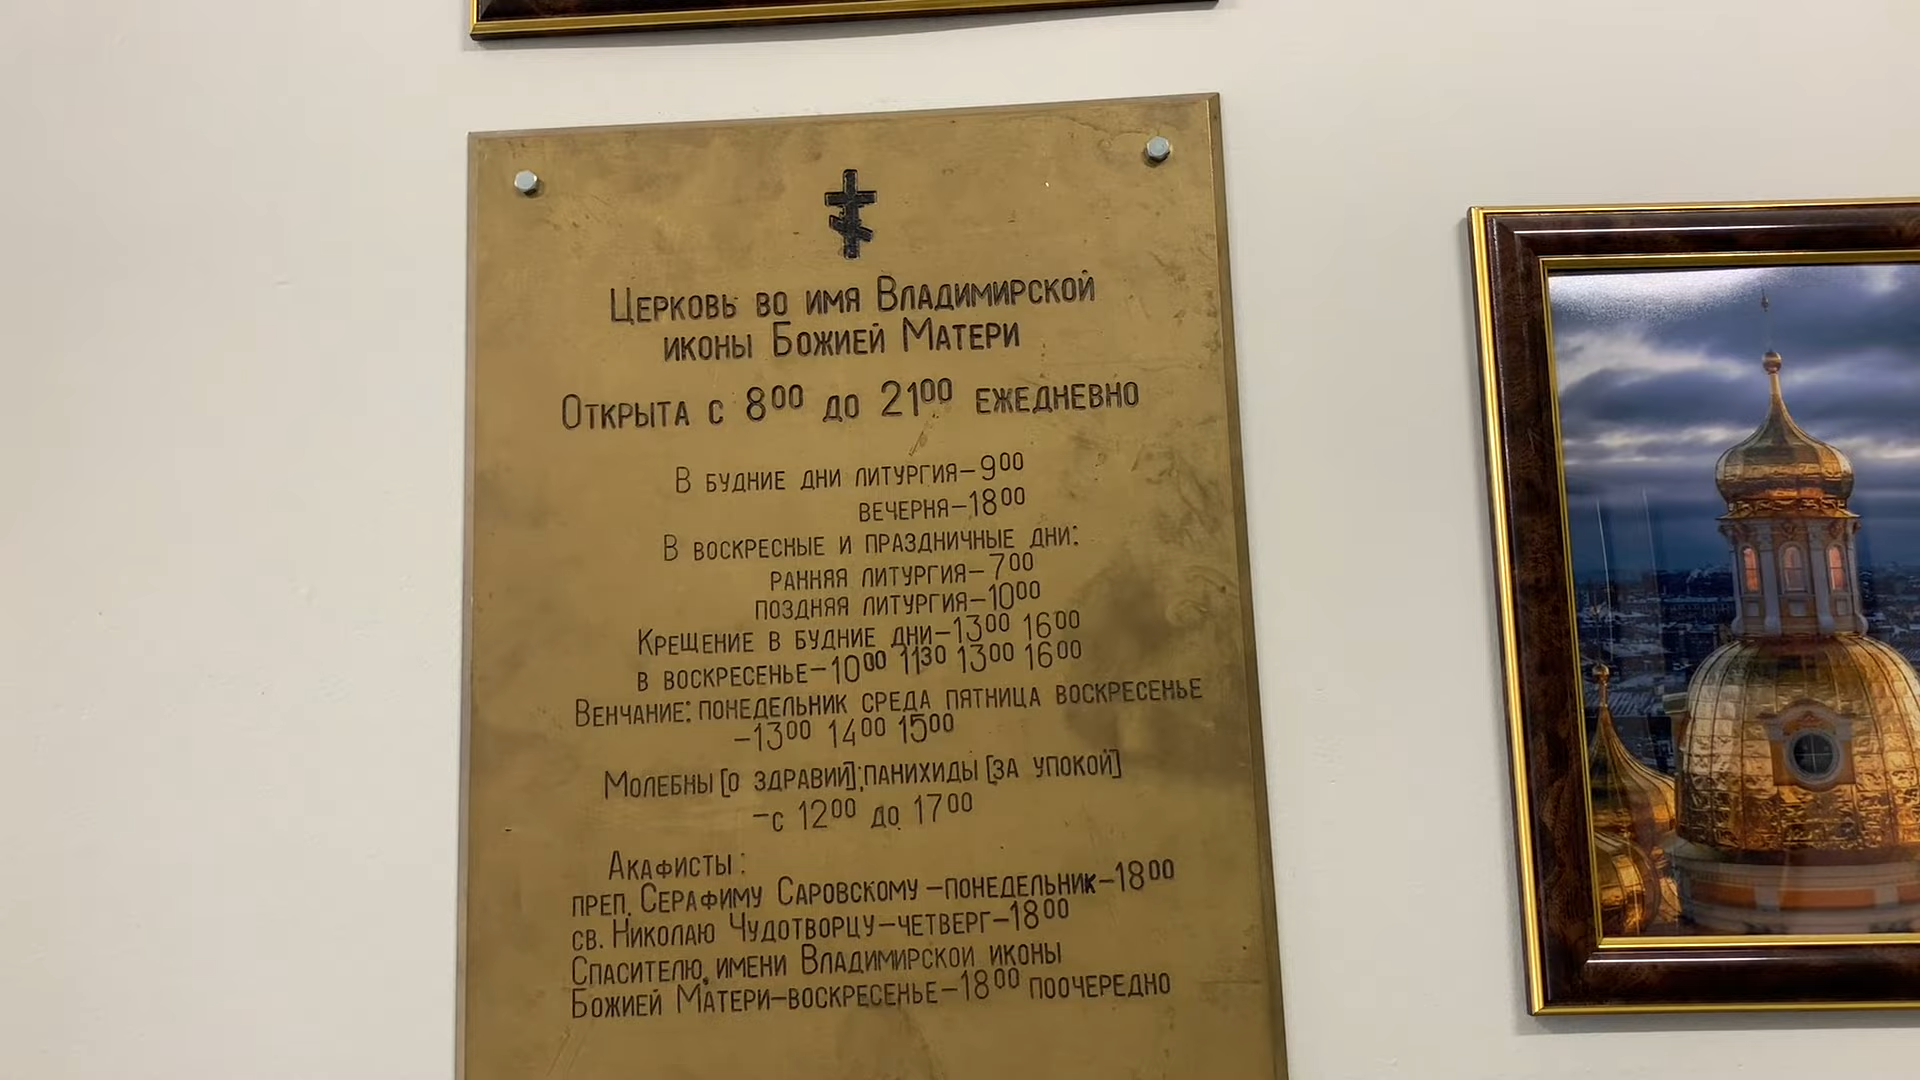 Церковь во имя Владимирской
иконы Божией Матери
Открыта с 8⁰⁰ до 21⁰⁰ ежедневно
В будние дни литургия–9⁰⁰
вечерня–18⁰⁰
В воскресные и праздничные дни:
ранняя литургия–7⁰⁰
поздняя литургия–10⁰⁰
Крещение в будние дни–13⁰⁰ 16⁰⁰
в воскресенье–10⁰⁰ 11³⁰ 13⁰⁰ 16⁰⁰
Венчание: понедельник среда пятница воскресенье
–13⁰⁰ 14⁰⁰ 15⁰⁰
Молебны [о здравии]; панихиды [за упокой]
–с 12⁰⁰ до 17⁰⁰
Акафисты:
преп. Серафиму Саровскому–понедельник–18⁰⁰
св. Николаю Чудотворцу–четверг–18⁰⁰
Спасителю, имени Владимирской иконы
Божией Матери–воскресенье–18⁰⁰ поочередно